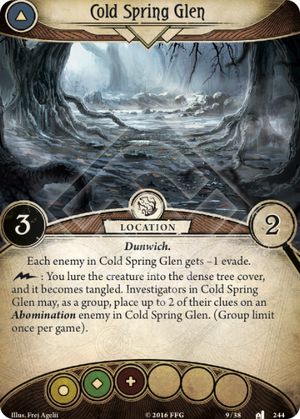 Cold Spring Glen
3
2
LOCATION
Dunwich.
Each enemy in Cold Spring Glen gets –1 evade.
: You lure the creature into the dense tree cover,
and it becomes tangled. Investigators in Cold Spring
Glen may, as a group, place up to 2 of their clues on an
Abomination enemy in Cold Spring Glen. (Group limit
once per game).
Illus. Frej Agelii
© 2016 FFG
9/38
244